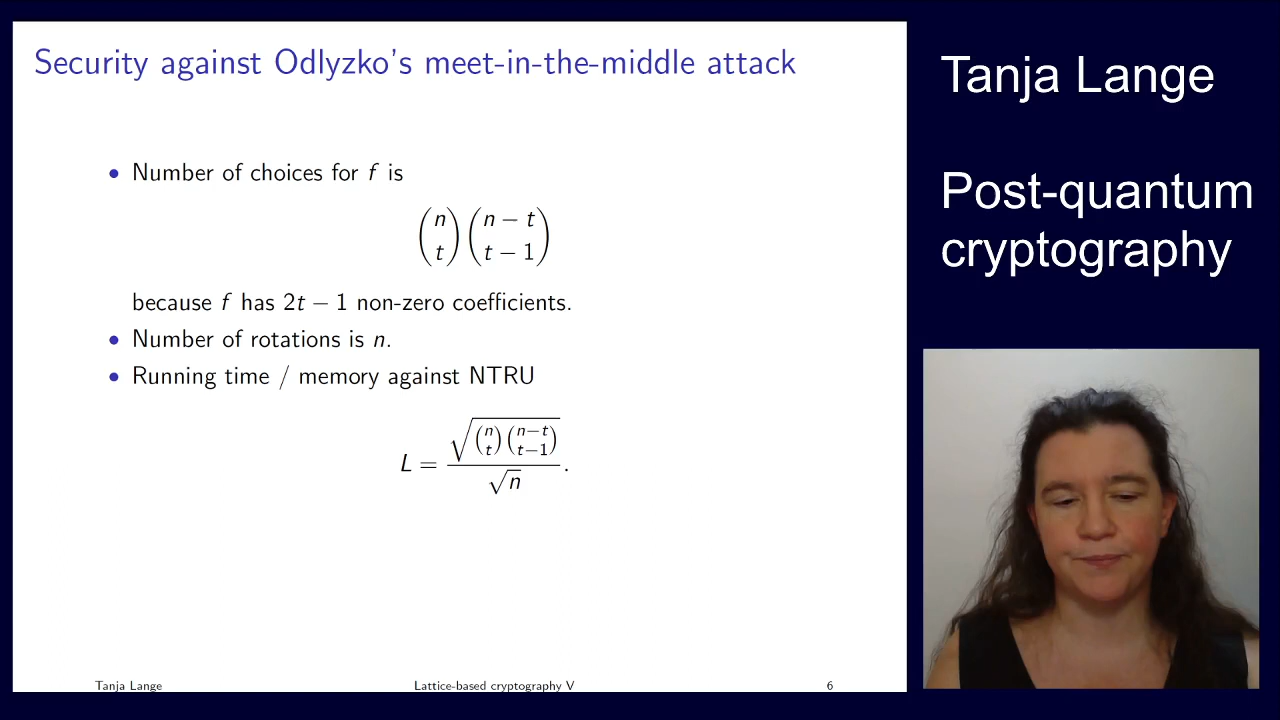 Security against Odlyzko's meet-in-the-middle attack
• Number of choices for f is
(n t)(n − t t − 1)
because f has 2t − 1 non-zero coefficients.
• Number of rotations is n.
• Running time / memory against NTRU
L = √((n t)(n−t t−1)) / √n.
Tanja Lange
Lattice-based cryptography V
6
Tanja Lange
Post-quantum
cryptography